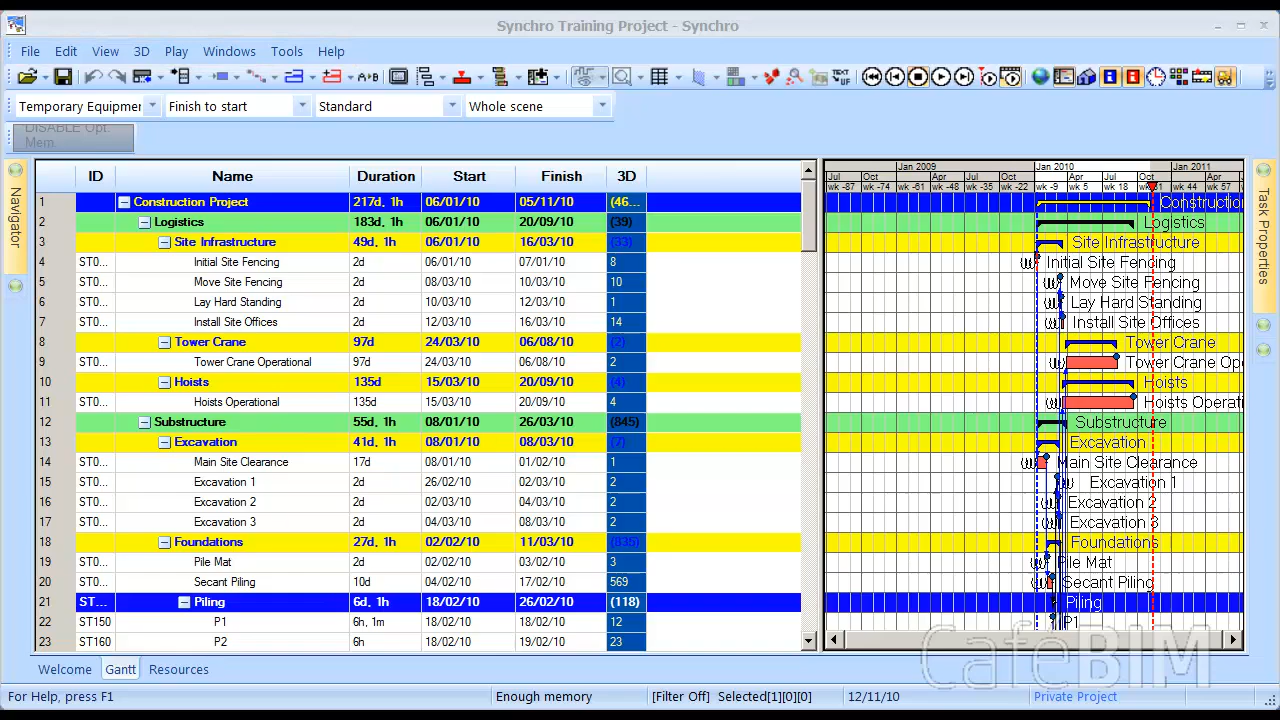 Synchro Training Project - Synchro
File Edit View 3D Play Windows Tools Help
Temporary Equipmer Finish to start Standard Whole scene
DISABLE Opt. Mem.
Navigator
ID Name Duration Start Finish 3D
1 Construction Project 217d, 1h 06/01/10 05/11/10 (46...
2 Logistics 183d, 1h 06/01/10 20/09/10 (39)
3 Site Infrastructure 49d, 1h 06/01/10 16/03/10 (33)
4 ST0... Initial Site Fencing 2d 06/01/10 07/01/10 8
5 ST0... Move Site Fencing 2d 08/03/10 10/03/10 10
6 ST0... Lay Hard Standing 2d 10/03/10 12/03/10 1
7 ST0... Install Site Offices 2d 12/03/10 16/03/10 14
8 Tower Crane 97d 24/03/10 06/08/10 (2)
9 ST0... Tower Crane Operational 97d 24/03/10 06/08/10 2
10 Hoists 135d 15/03/10 20/09/10 (4)
11 ST0... Hoists Operational 135d 15/03/10 20/09/10 4
12 Substructure 55d, 1h 08/01/10 26/03/10 (845)
13 Excavation 41d, 1h 08/01/10 08/03/10 (7)
14 ST0... Main Site Clearance 17d 08/01/10 01/02/10 1
15 ST0... Excavation 1 2d 26/02/10 02/03/10 2
16 ST0... Excavation 2 2d 02/03/10 04/03/10 2
17 ST0... Excavation 3 2d 04/03/10 08/03/10 2
18 Foundations 27d, 1h 02/02/10 11/03/10 (835)
19 ST0... Pile Mat 2d 02/02/10 03/02/10 3
20 ST0... Secant Piling 10d 04/02/10 17/02/10 569
21 ST... Piling 6d, 1h 18/02/10 26/02/10 (118)
22 ST150 P1 18/02/10 18/02/10 12
23 ST160 P2 6h 18/02/10 19/02/10 23
Jan 2009 Jan 2010 Jan 2011
Jul Oct Apr Jul Oct Apr Jul Oct Apr
wk -87 wk -74 wk -61 wk -48 wk -35 wk -22 wk -9 wk 5 wk 18 wk 44 wk 57
Constructio
Logistics
Site Infrastructure
Initial Site Fencing
Move Site Fencing
Lay Hard Standing
Install Site Offices
Tower Crane
Tower Crane Op
Hoists
Hoists Operati
Substructure
Excavation
Main Site Clearance
Excavation 1
Excavation 2
Excavation 3
Foundations
Pile Mat
Secant Piling
Piling
P1
Task Properties
CafeBIM
Welcome Gantt Resources
For Help, press F1 Enough memory [Filter Off] Selected[1][0][0] 12/11/10 Private Project